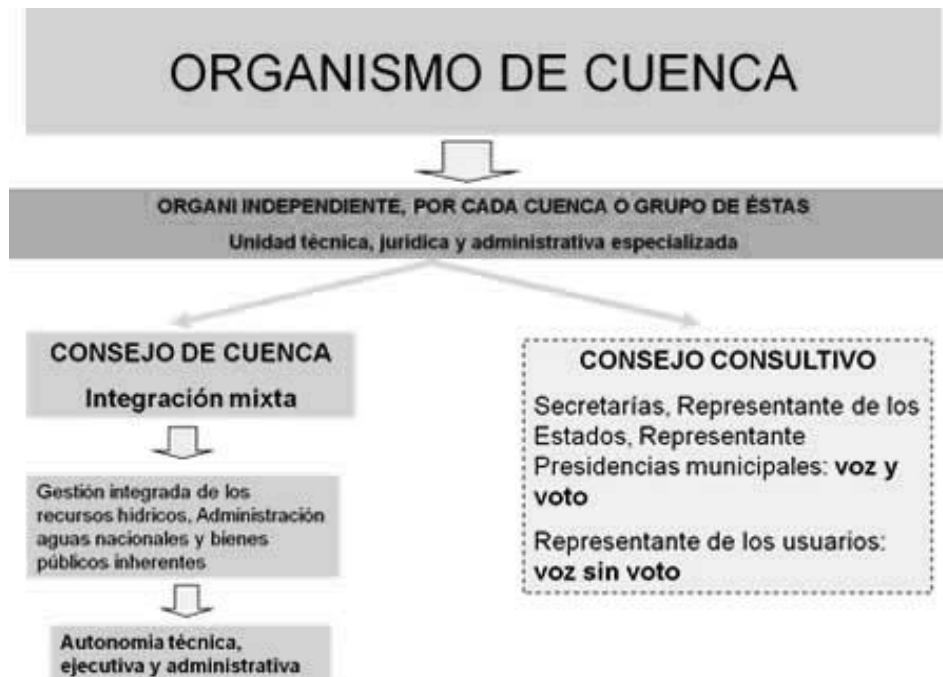 ORGANISMO DE CUENCA
ORGANI INDEPENDIENTE, POR CADA CUENCA O GRUPO DE ÉSTAS
Unidad técnica, jurídica y administrativa especializada
CONSEJO DE CUENCA
Integración mixta
Gestión integrada de los
recursos hídricos, Administración
aguas nacionales y bienes
públicos inherentes
Autonomia técnica,
ejecutiva y administrativa
CONSEJO CONSULTIVO
Secretarías, Representante de los
Estados, Representante
Presidencias municipales: voz y
voto
Representante de los usuarios:
voz sin voto